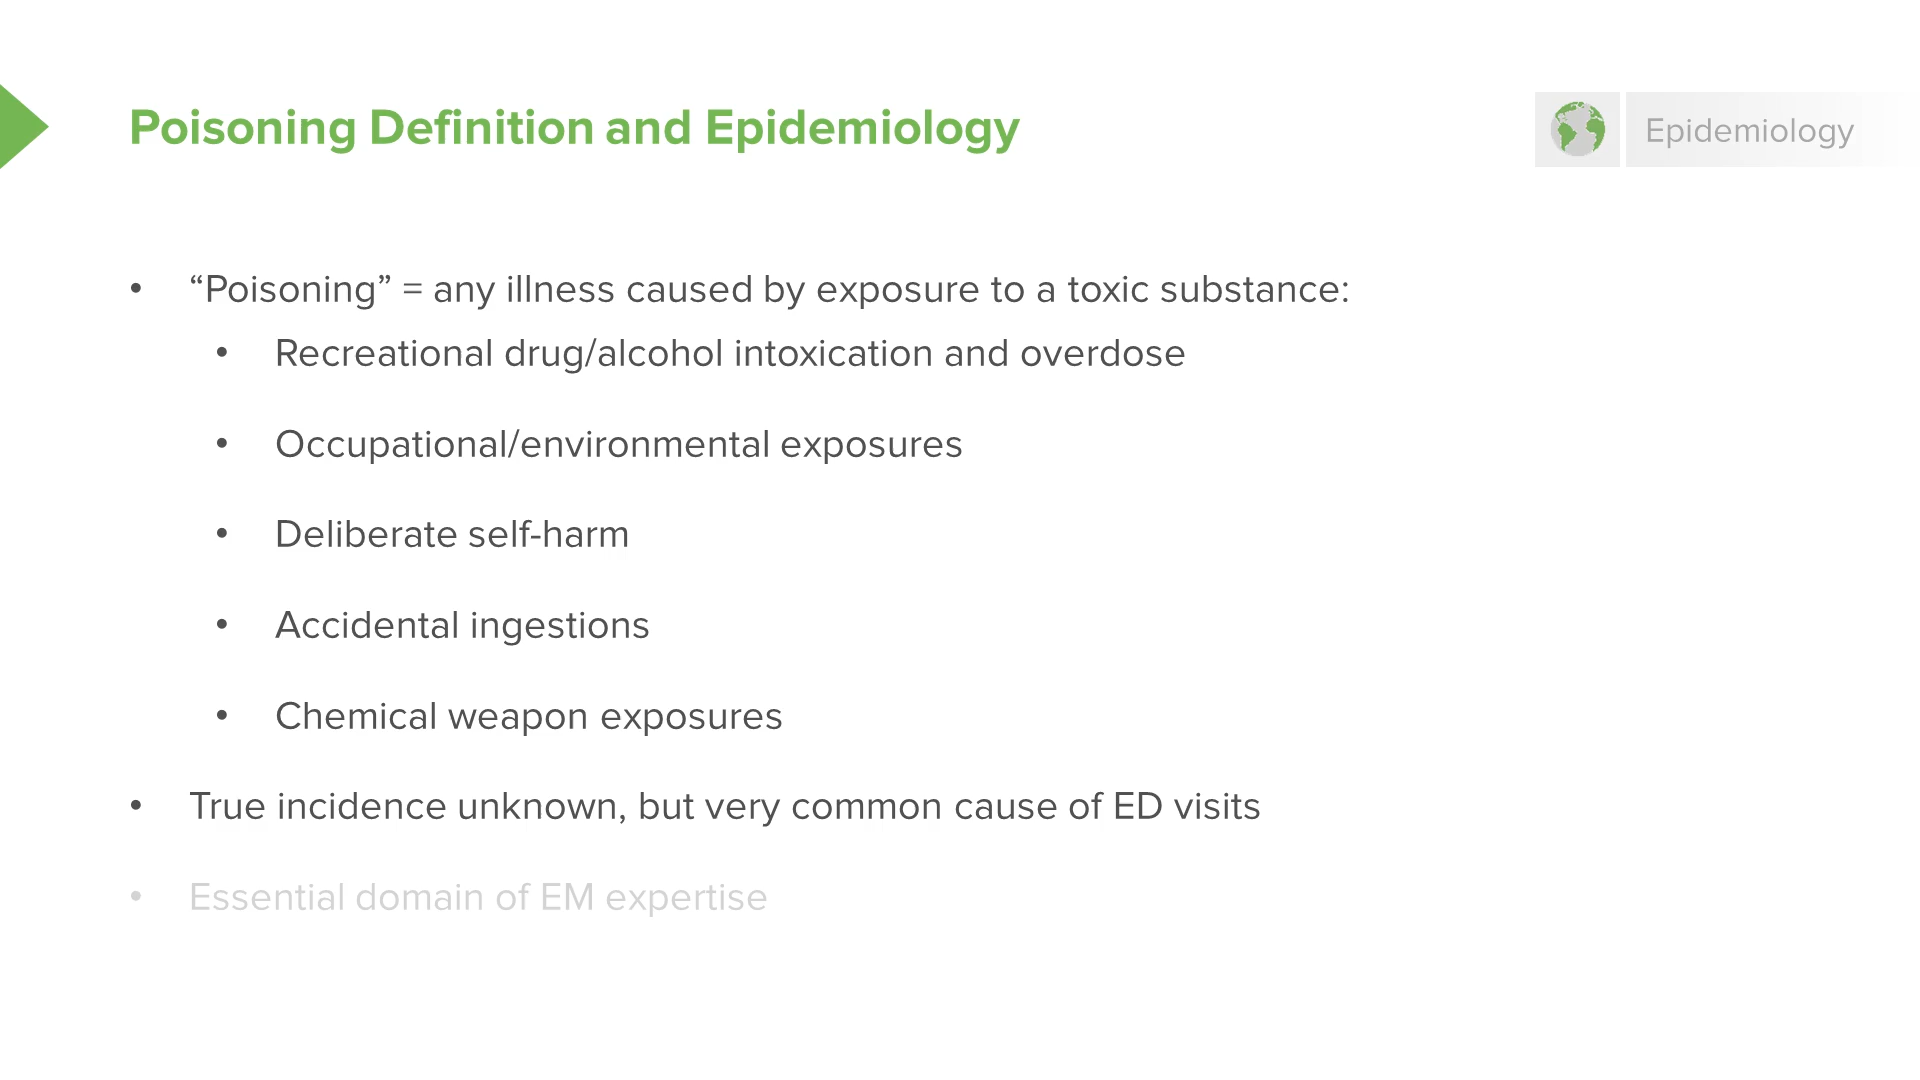 Poisoning Definition and Epidemiology
Epidemiology
• “Poisoning” = any illness caused by exposure to a toxic substance:
• Recreational drug/alcohol intoxication and overdose
• Occupational/environmental exposures
• Deliberate self-harm
• Accidental ingestions
• Chemical weapon exposures
• True incidence unknown, but very common cause of ED visits
• Essential domain of EM expertise